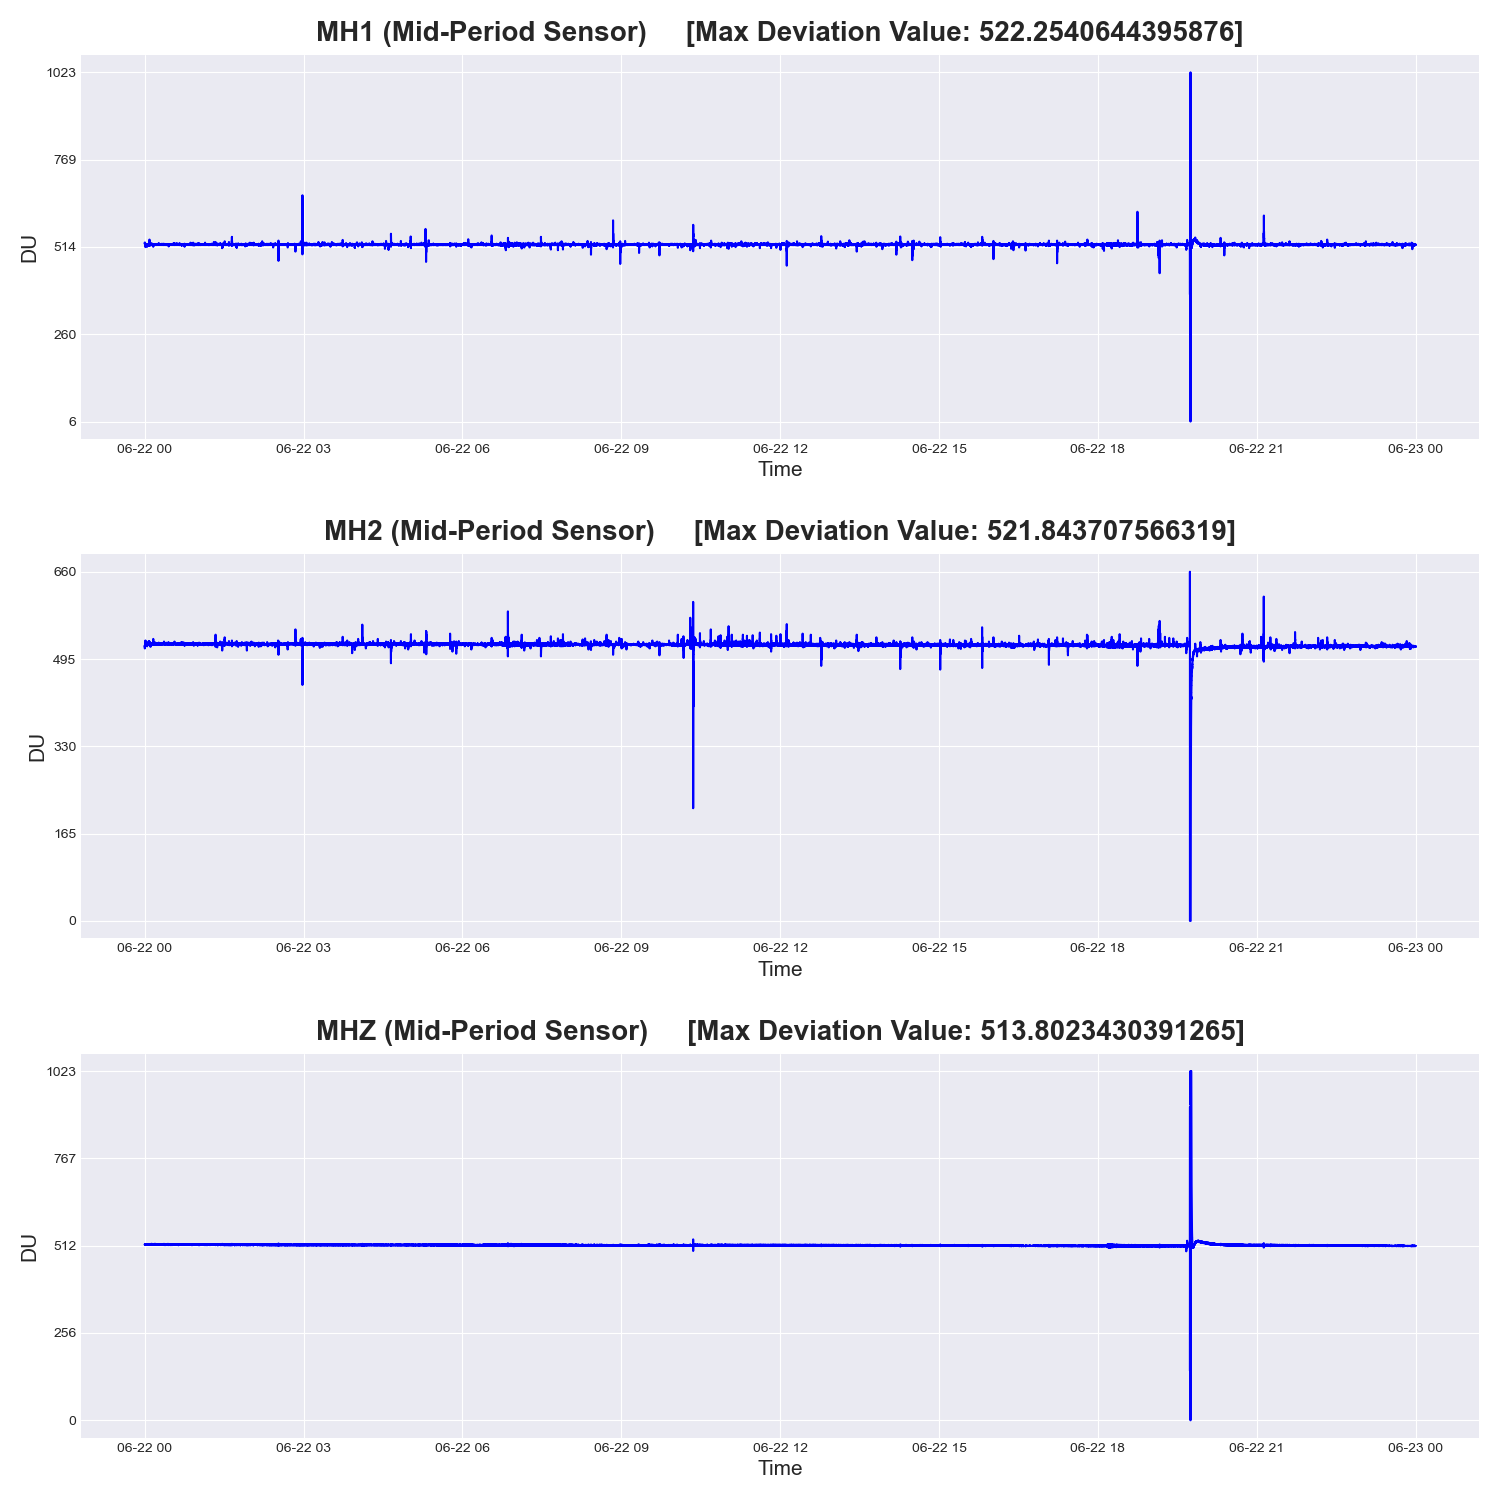 MH1 (Mid-Period Sensor) [Max Deviation Value: 522.2540644395876]
1023
769
514
260
6
DU
06-22 00 06-22 03 06-22 06 06-22 09 06-22 12 06-22 15 06-22 18 06-22 21 06-23 00
Time
MH2 (Mid-Period Sensor) [Max Deviation Value: 521.843707566319]
660
495
330
165
0
DU
06-22 00 06-22 03 06-22 06 06-22 09 06-22 12 06-22 15 06-22 18 06-22 21 06-23 00
Time
MHZ (Mid-Period Sensor) [Max Deviation Value: 513.8023430391265]
1023
767
512
256
0
DU
06-22 00 06-22 03 06-22 06 06-22 09 06-22 12 06-22 15 06-22 18 06-22 21 06-23 00
Time